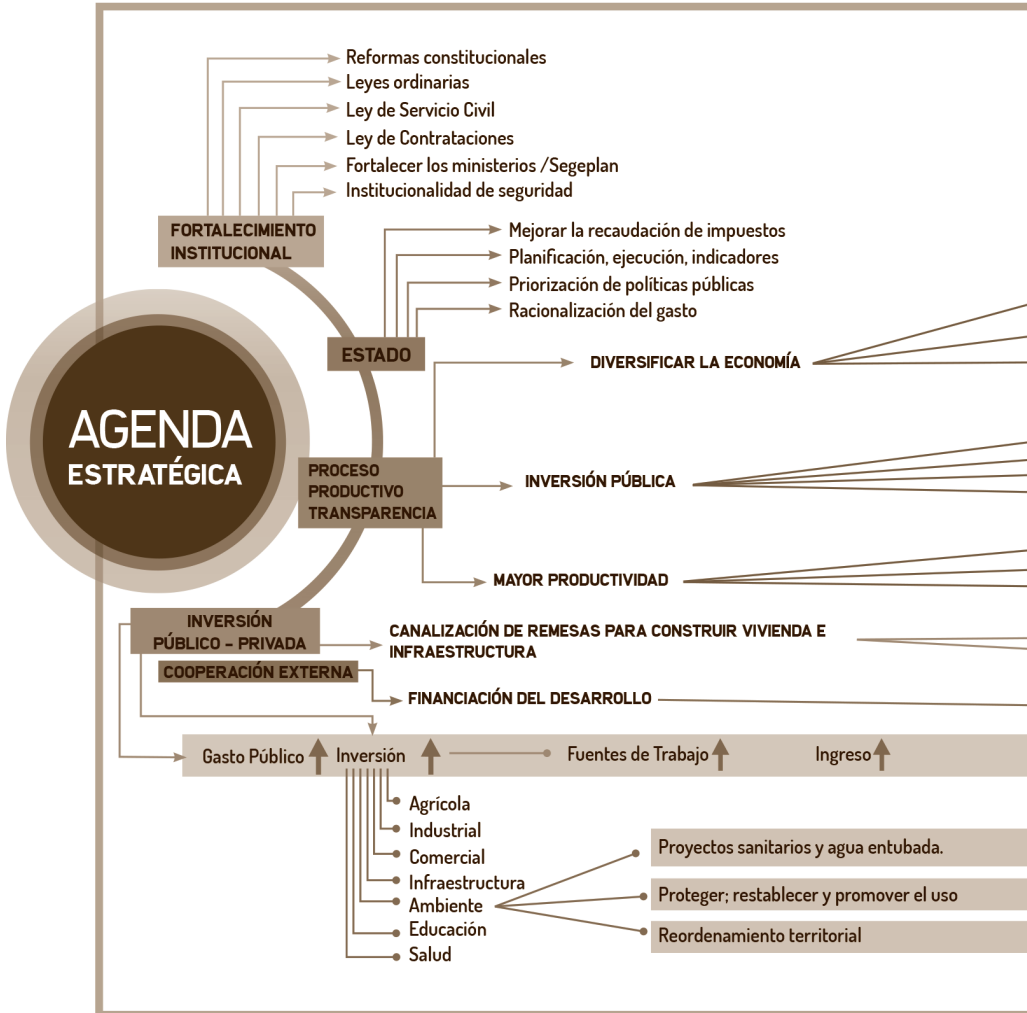 Reformas constitucionales
Leyes ordinarias
Ley de Servicio Civil
Ley de Contrataciones
Fortalecer los ministerios /Segeplan
Institucionalidad de seguridad
FORTALECIMIENTO
INSTITUCIONAL
Mejorar la recaudación de impuestos
Planificación, ejecución, indicadores
Priorización de políticas públicas
Racionalización del gasto
ESTADO
DIVERSIFICAR LA ECONOMÍA
AGENDA
ESTRATÉGICA
PROCESO
PRODUCTIVO
TRANSPARENCIA
INVERSIÓN PÚBLICA
MAYOR PRODUCTIVIDAD
INVERSIÓN
PÚBLICO - PRIVADA
CANALIZACIÓN DE REMESAS PARA CONSTRUIR VIVIENDA E
INFRAESTRUCTURA
COOPERACIÓN EXTERNA
FINANCIACIÓN DEL DESARROLLO
Gasto Público Inversión Fuentes de Trabajo Ingreso
Agrícola
Industrial
Comercial
Infraestructura
Ambiente
Educación
Salud
Proyectos sanitarios y agua entubada.
Proteger; restablecer y promover el uso
Reordenamiento territorial